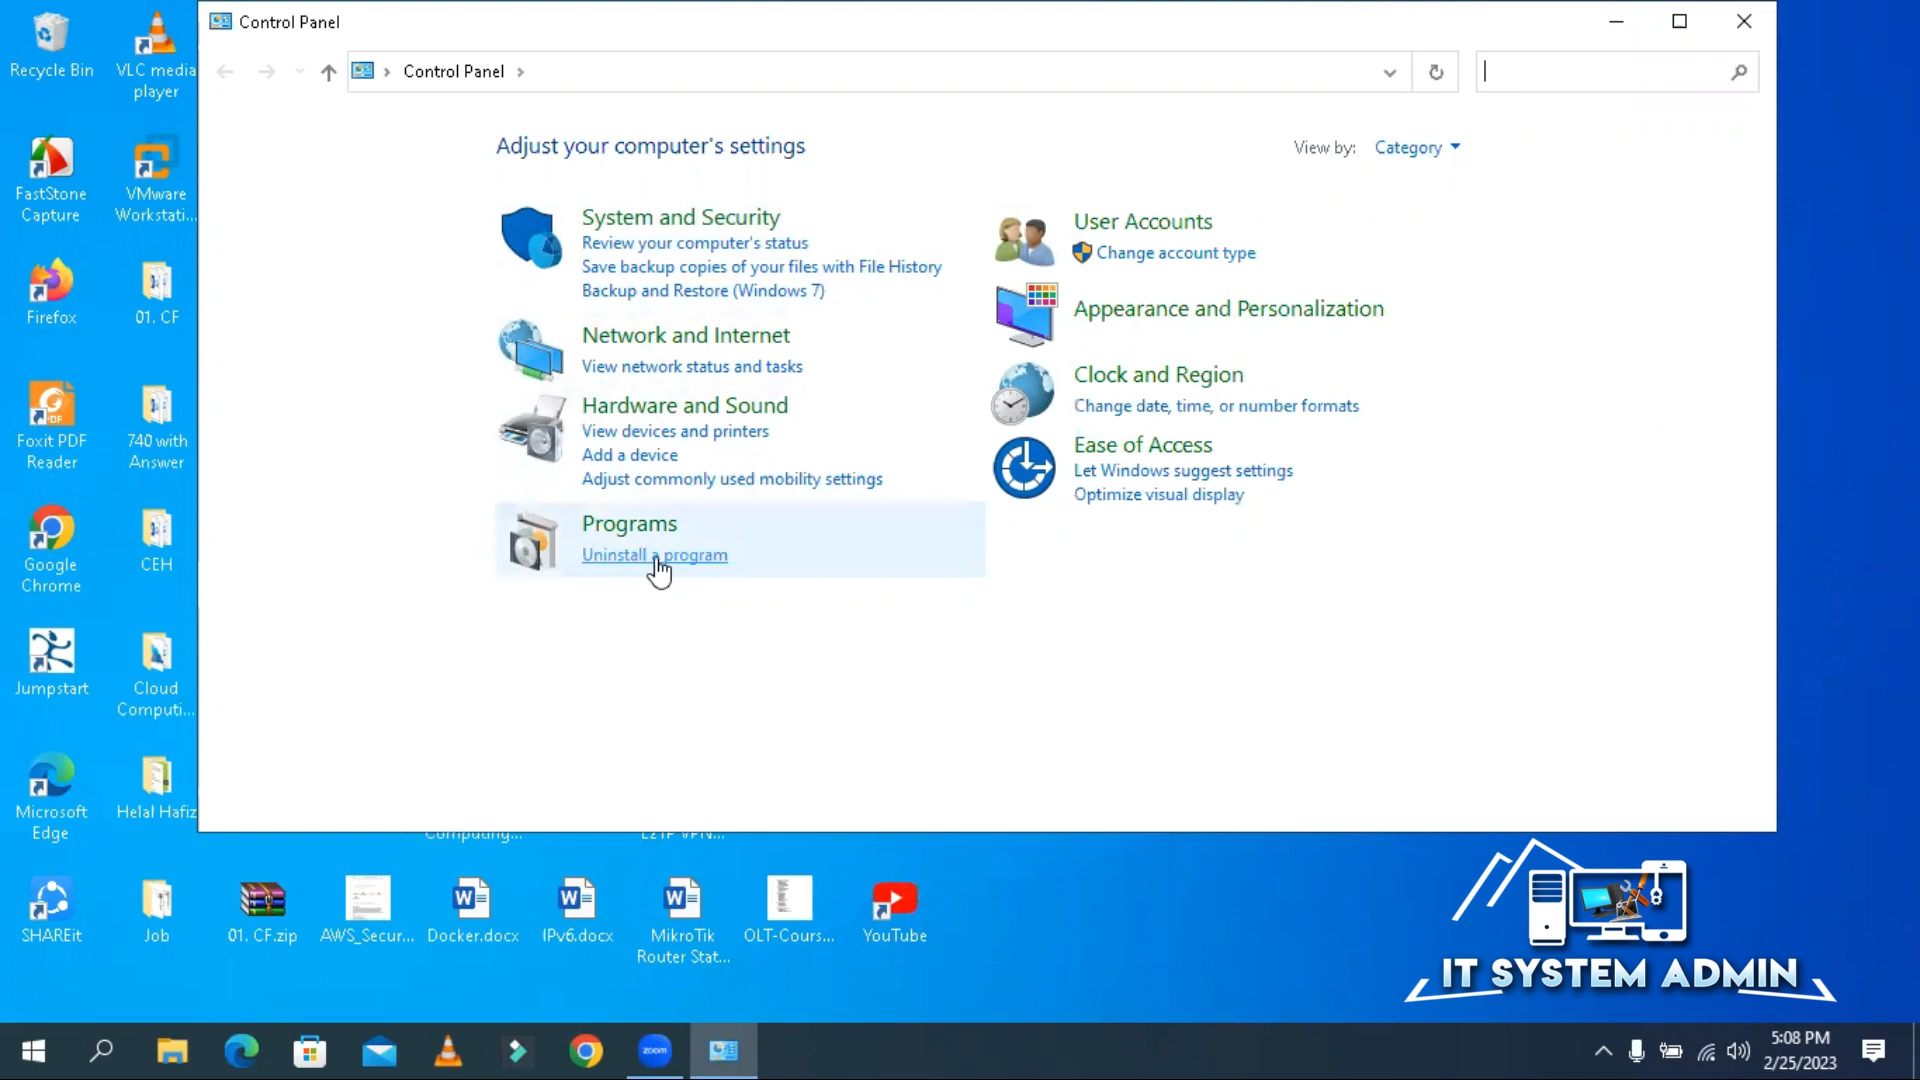 Control Panel
Control Panel
Adjust your computer's settings
View by: Category
System and Security
Review your computer's status
Save backup copies of your files with File History
Backup and Restore (Windows 7)
Network and Internet
View network status and tasks
Hardware and Sound
View devices and printers
Add a device
Adjust commonly used mobility settings
Programs
Uninstall a program
User Accounts
Change account type
Appearance and Personalization
Clock and Region
Change date, time, or number formats
Ease of Access
Let Windows suggest settings
Optimize visual display
Recycle Bin
VLC media
player
FastStone
Capture
VMware
Workstati...
Firefox
01. CF
Foxit PDF
Reader
740 with
Answer
Google
Chrome
CEH
Jumpstart
Cloud
Computi...
Microsoft
Edge
Helal Hafiz
Computing...
L2TP VPN...
SHAREit
Job
01. CF.zip
AWS_Secur...
Docker.docx
IPv6.docx
MikroTik
Router Stat...
OLT-Cours...
YouTube
IT SYSTEM ADMIN
zoom
5:08 PM
2/25/2023